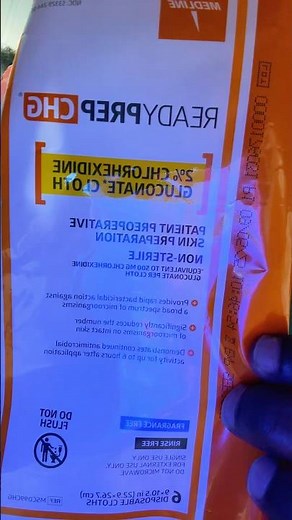 MEDLINE
READYPREP CHG®
2% CHLORHEXIDINE
GLUCONATE CLOTH
PATIENT PREOPERATIVE
SKIN PREPARATION
NON-STERILE
*EQUIVALENT TO 500 MG CHLORHEXIDINE
GLUCONATE PER CLOTH
Provides rapid bactericidal action against
a broad spectrum of microorganisms
Significantly reduces the number
of microorganisms on intact skin
Demonstrates continued antimicrobial
activity for up to 6 hours after application
FRAGRANCE FREE
RINSE FREE
SINGLE USE ONLY
FOR EXTERNAL USE ONLY
DO NOT MICROWAVE
DO NOT
FLUSH
6 9 x 10.5 IN (22.9 x 26.7 cm)
DISPOSABLE CLOTHS
REF
LOT